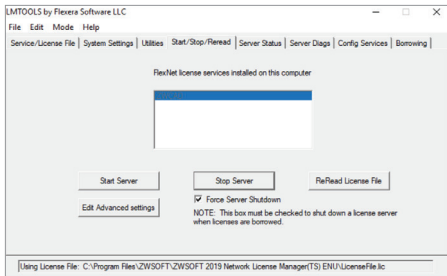 LMTOOLS by Flexera Software LLC
File Edit Mode Help
Service/License File System Settings Utilities Start/Stop/Reread Server Status Server Diags Config Services Borrowing
FlexNet license services installed on this computer
Start Server Stop Server ReRead License File
Edit Advanced settings
Force Server Shutdown
NOTE: This box must be checked to shut down a license server
when licenses are borrowed.
Using License File: C:\Program Files\ZWSOFT\ZWSOFT 2019 Network License Manager(TS) ENU\LicenseFile.lic